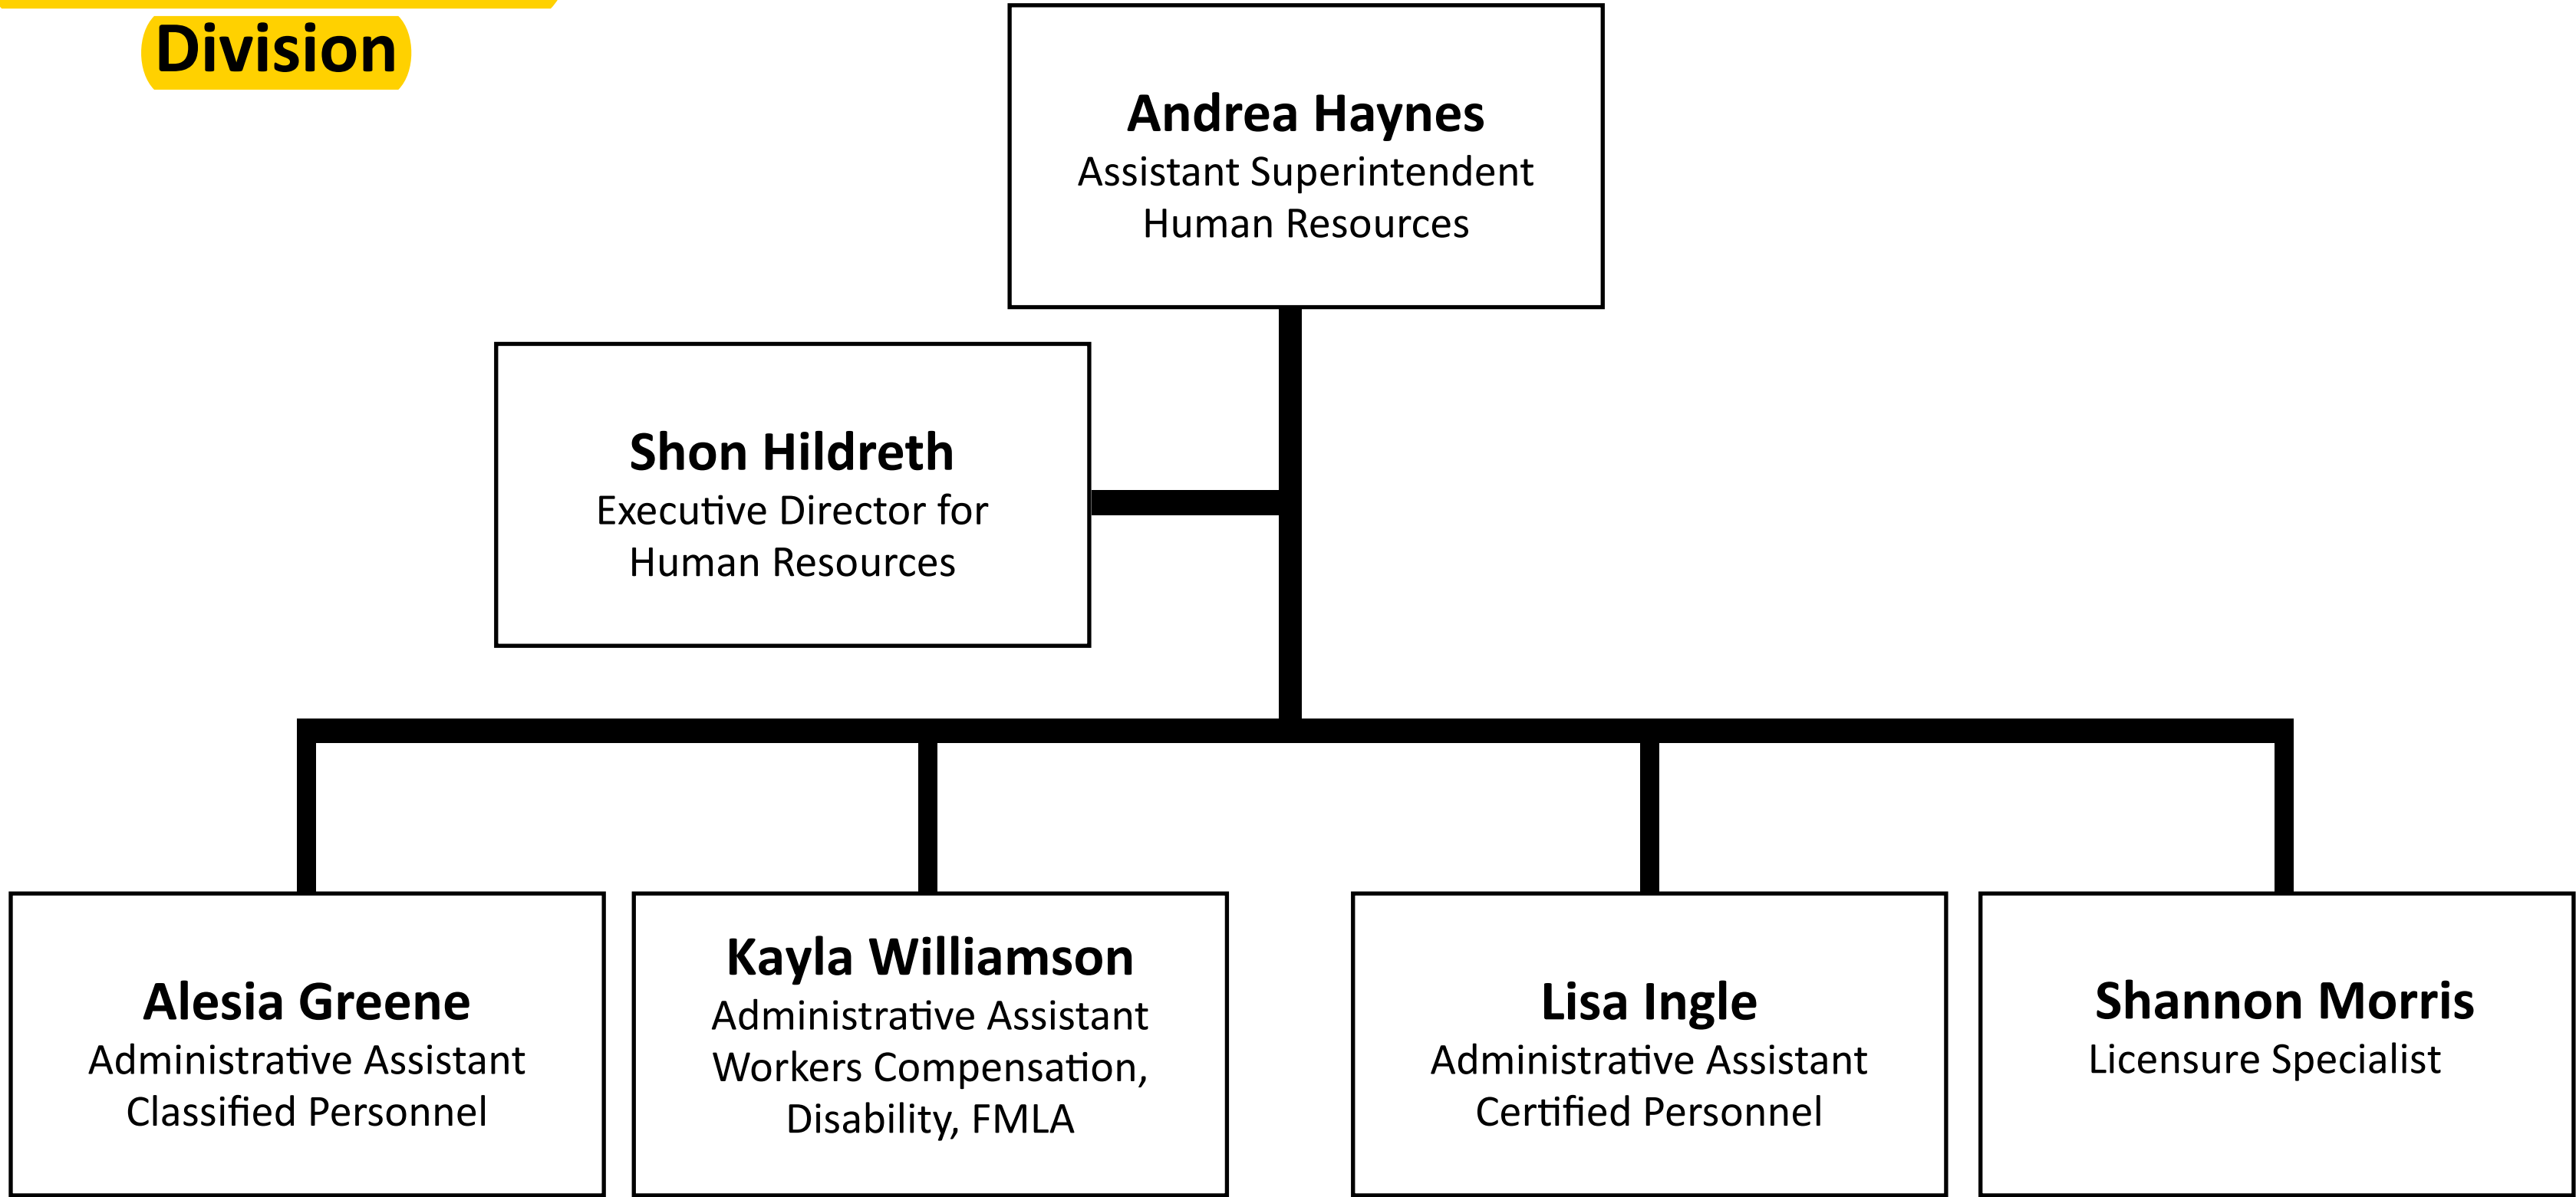 Division
Andrea Haynes
Assistant Superintendent
Human Resources
Shon Hildreth
Executive Director for
Human Resources
Alesia Greene
Administrative Assistant
Classified Personnel
Kayla Williamson
Administrative Assistant
Workers Compensation,
Disability, FMLA
Lisa Ingle
Administrative Assistant
Certified Personnel
Shannon Morris
Licensure Specialist